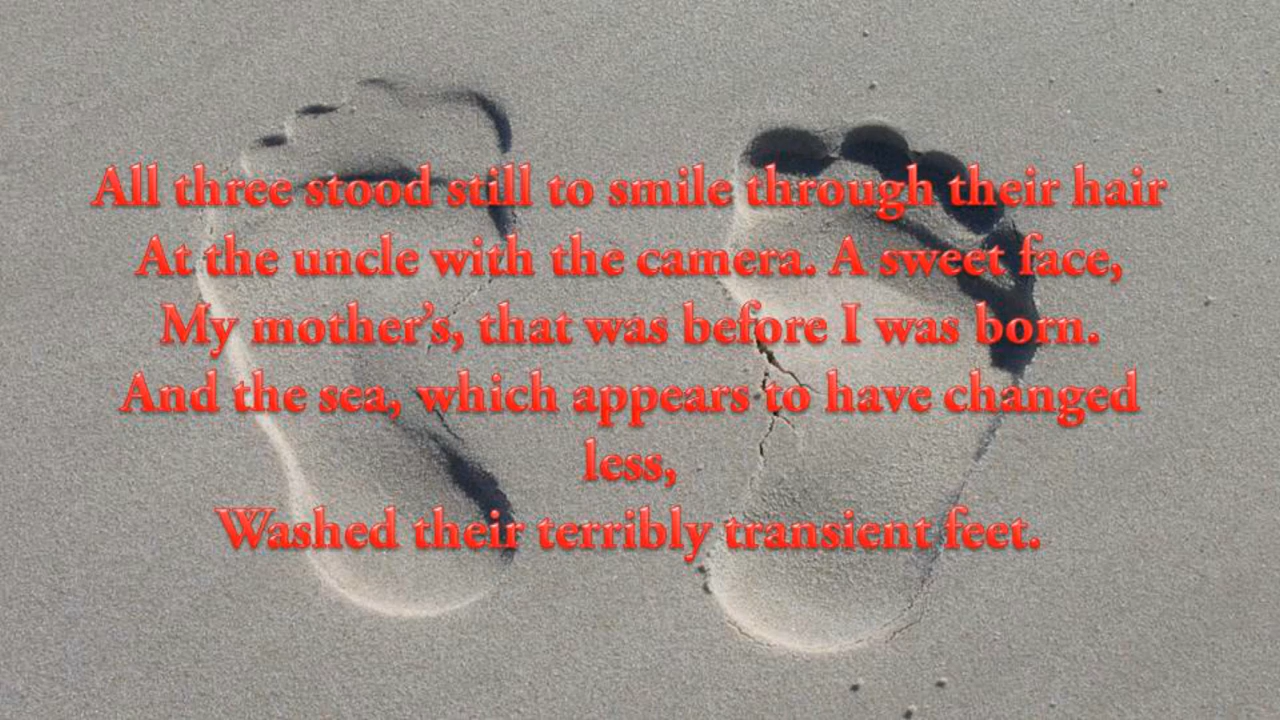 All three stood still to smile through their hair
At the uncle with the camera. A sweet face,
My mother’s, that was before I was born.
And the sea, which appears to have changed
less,
Washed their terribly transient feet.